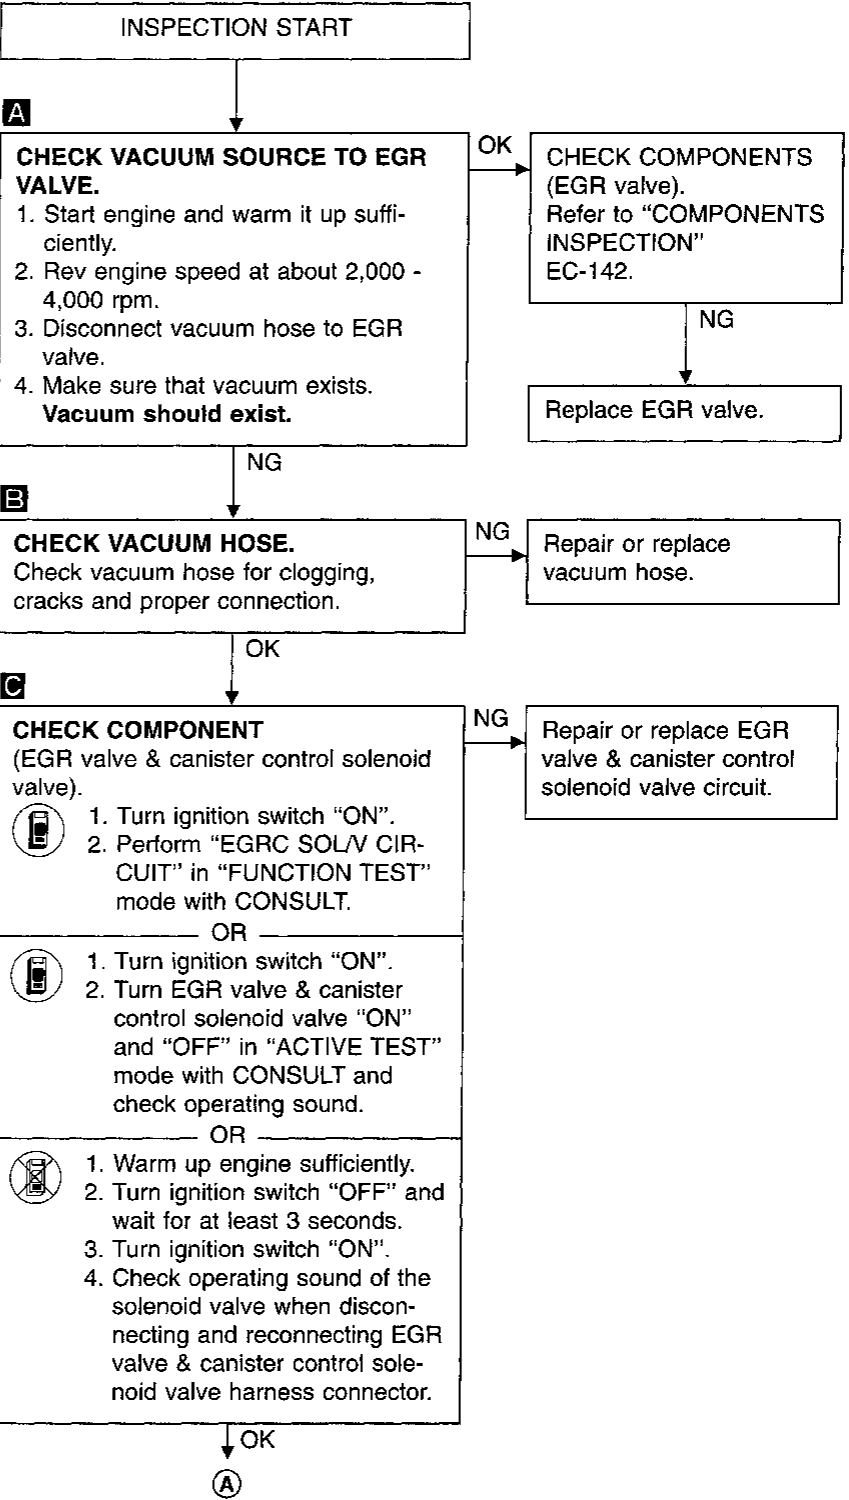 INSPECTION START
A
CHECK VACUUM SOURCE TO EGR
VALVE.
1. Start engine and warm it up suffi-
ciently.
2. Rev engine speed at about 2,000 -
4,000 rpm.
3. Disconnect vacuum hose to EGR
valve.
4. Make sure that vacuum exists.
Vacuum should exist.
OK
CHECK COMPONENTS
(EGR valve).
Refer to “COMPONENTS
INSPECTION”
EC-142.
NG
Replace EGR valve.
NG
B
CHECK VACUUM HOSE.
Check vacuum hose for clogging,
cracks and proper connection.
NG
Repair or replace
vacuum hose.
OK
C
CHECK COMPONENT
(EGR valve & canister control solenoid
valve).
1. Turn ignition switch “ON”.
2. Perform “EGRC SOL/V CIR-
CUIT” in “FUNCTION TEST”
mode with CONSULT.
OR
1. Turn ignition switch “ON”.
2. Turn EGR valve & canister
control solenoid valve “ON”
and “OFF” in “ACTIVE TEST”
mode with CONSULT and
check operating sound.
OR
1. Warm up engine sufficiently.
2. Turn ignition switch “OFF” and
wait for at least 3 seconds.
3. Turn ignition switch “ON”.
4. Check operating sound of the
solenoid valve when discon-
necting and reconnecting EGR
valve & canister control sole-
noid valve harness connector.
NG
Repair or replace EGR
valve & canister control
solenoid valve circuit.
OK
A